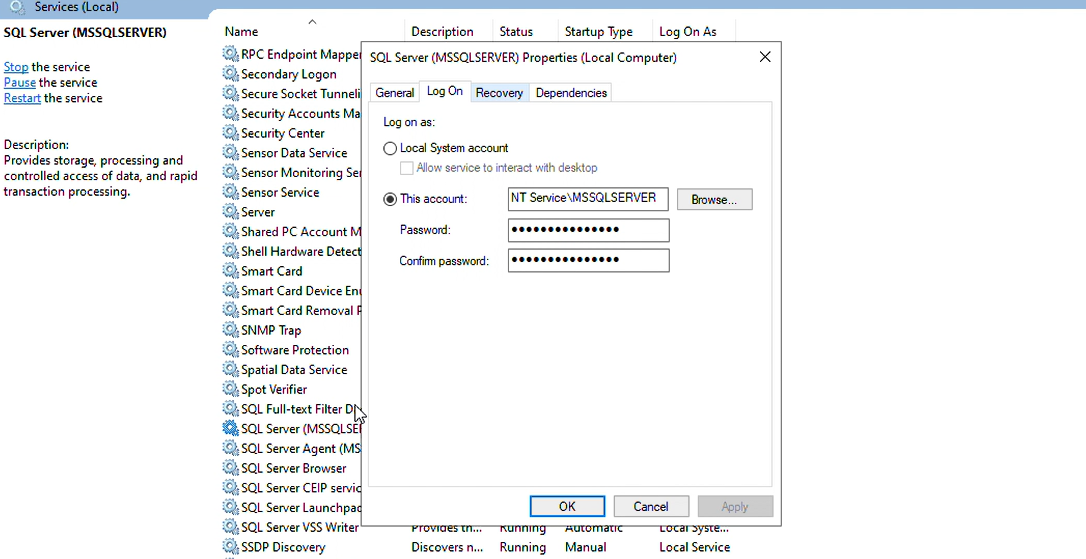 Services (Local)
SQL Server (MSSQLSERVER)
Stop the service
Pause the service
Restart the service
Description:
Provides storage, processing and
controlled access of data, and rapid
transaction processing.
Name Description Status Startup Type Log On As
RPC Endpoint Mapper
Secondary Logon
Secure Socket Tunneli
Security Accounts Ma
Security Center
Sensor Data Service
Sensor Monitoring Ser
Sensor Service
Server
Shared PC Account M
Shell Hardware Detect
Smart Card
Smart Card Device Enu
Smart Card Removal P
SNMP Trap
Software Protection
Spatial Data Service
Spot Verifier
SQL Full-text Filter D
SQL Server (MSSQLSER
SQL Server Agent (MS
SQL Server Browser
SQL Server CEIP servic
SQL Server Launchpad
SQL Server VSS Writer Provides th... Running Automatic Local Syste...
SSDP Discovery Discovers n... Running Manual Local Service
SQL Server (MSSQLSERVER) Properties (Local Computer)
General Log On Recovery Dependencies
Log on as:
Local System account
Allow service to interact with desktop
This account: NT Service\MSSQLSERVER Browse...
Password: ●●●●●●●●●●●●●●●
Confirm password: ●●●●●●●●●●●●●●●
OK Cancel Apply